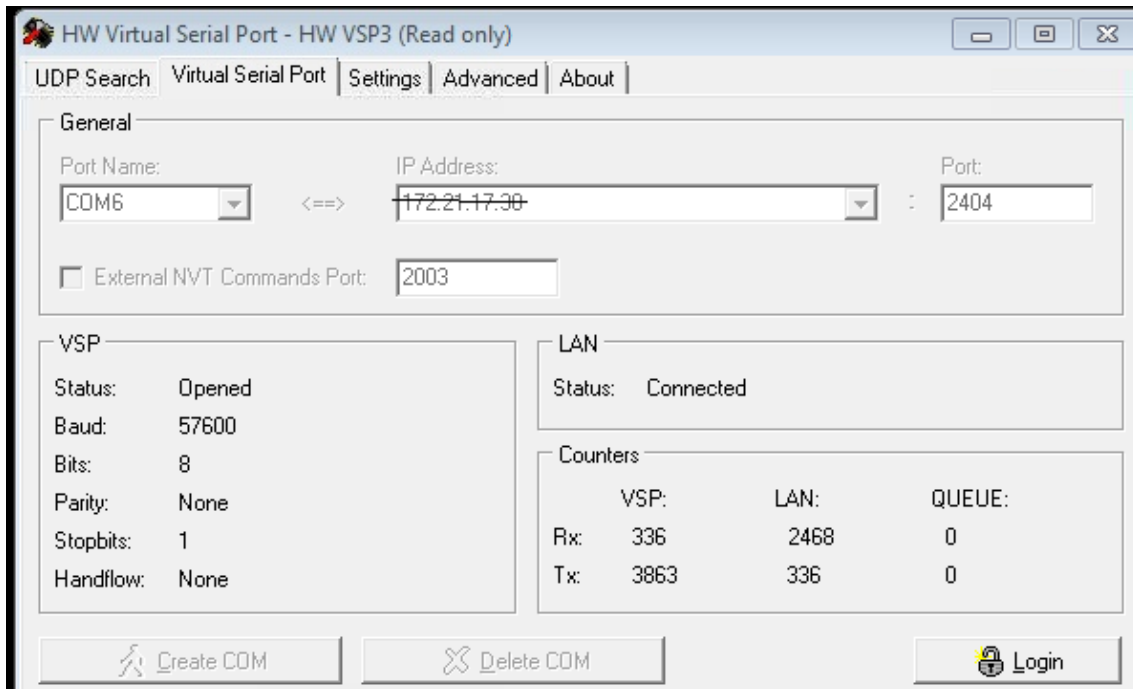 HW Virtual Serial Port - HW VSP3 (Read only)
UDP Search Virtual Serial Port Settings Advanced About
General
Port Name: IP Address: Port:
COM6 <==> 172.21.17.30 : 2404
External NVT Commands Port: 2003
VSP
Status: Opened
Baud: 57600
Bits: 8
Parity: None
Stopbits: 1
Handflow: None
LAN
Status: Connected
Counters
VSP: LAN: QUEUE:
Rx: 336 2468 0
Tx: 3863 336 0
Create COM Delete COM Login